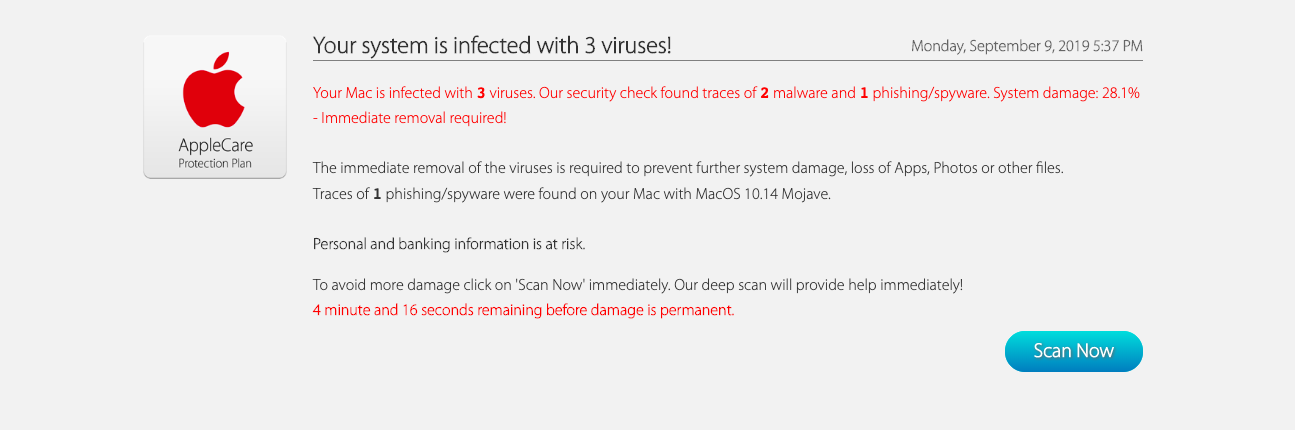 Your system is infected with 3 viruses!
Monday, September 9, 2019 5:37 PM
AppleCare
Protection Plan
Your Mac is infected with 3 viruses. Our security check found traces of 2 malware and 1 phishing/spyware. System damage: 28.1%
- Immediate removal required!
The immediate removal of the viruses is required to prevent further system damage, loss of Apps, Photos or other files.
Traces of 1 phishing/spyware were found on your Mac with MacOS 10.14 Mojave.
Personal and banking information is at risk.
To avoid more damage click on 'Scan Now' immediately. Our deep scan will provide help immediately!
4 minute and 16 seconds remaining before damage is permanent.
Scan Now